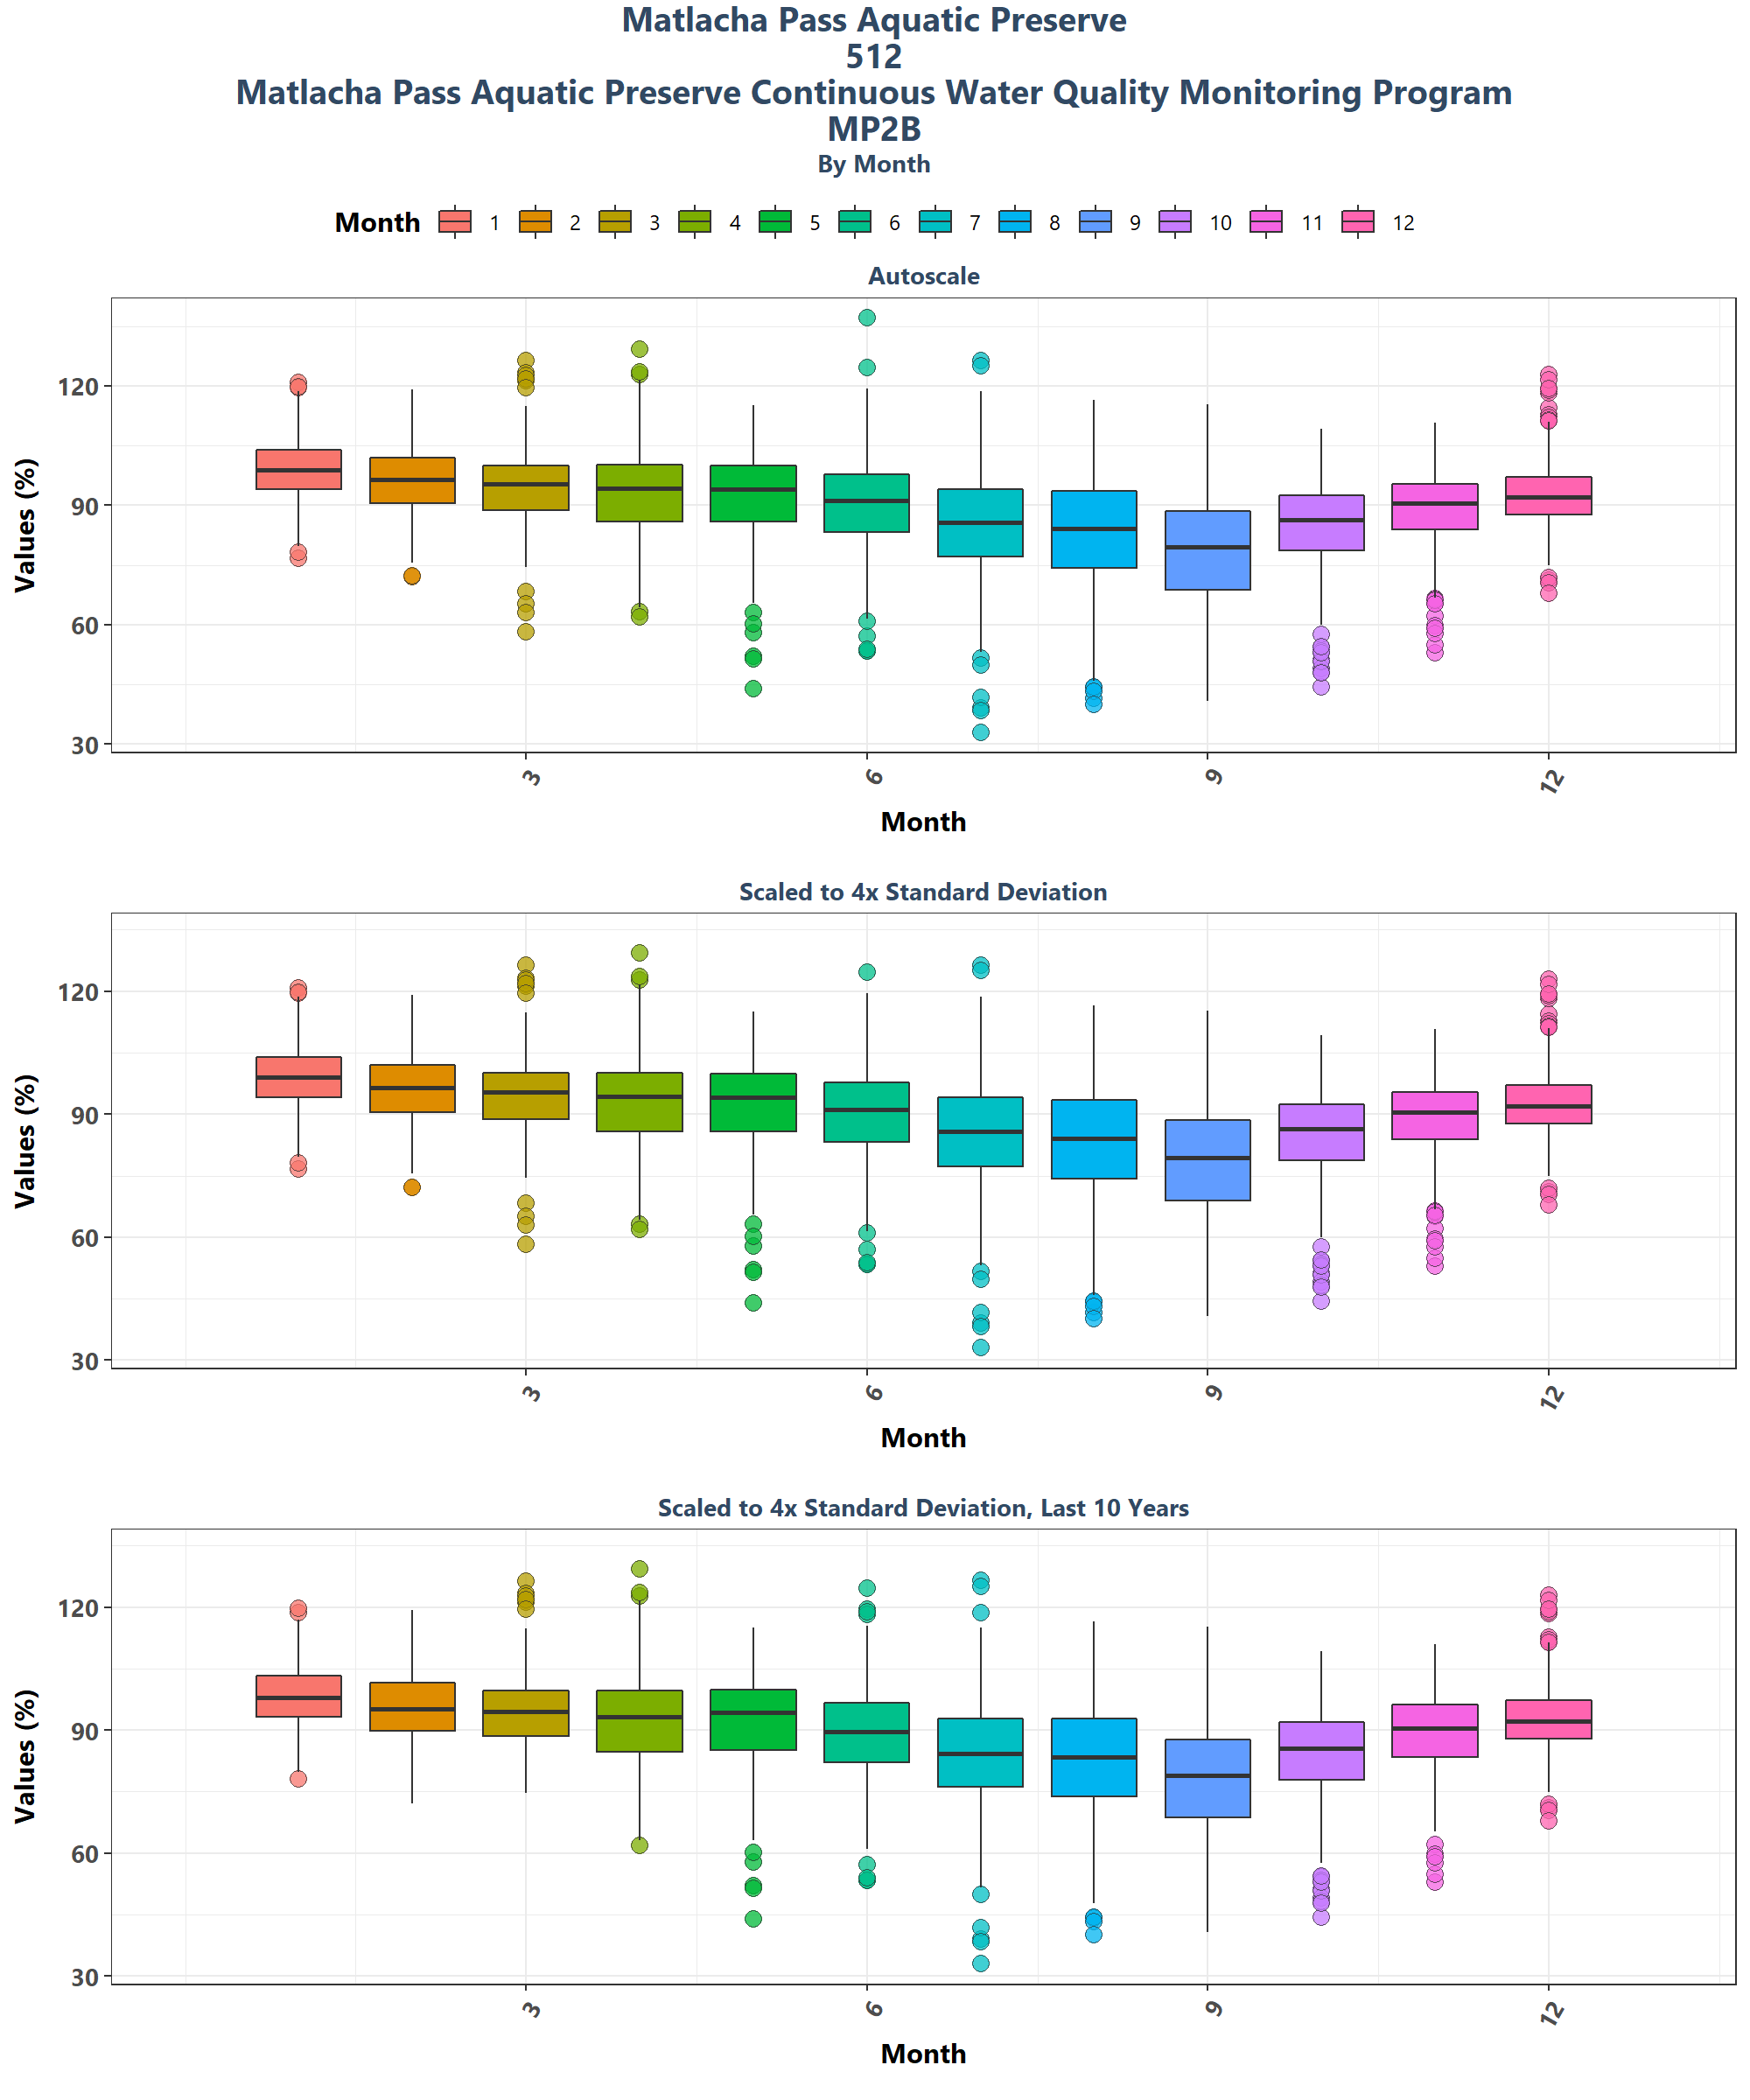 Matlacha Pass Aquatic Preserve
512
Matlacha Pass Aquatic Preserve Continuous Water Quality Monitoring Program
MP2B
By Month
Month 1 2 3 4 5 6 7 8 9 10 11 12
Autoscale
Values (%)
120
90
60
30
3 6 9 12
Month
Scaled to 4x Standard Deviation
Values (%)
120
90
60
30
3 6 9 12
Month
Scaled to 4x Standard Deviation, Last 10 Years
Values (%)
120
90
60
30
3 6 9 12
Month